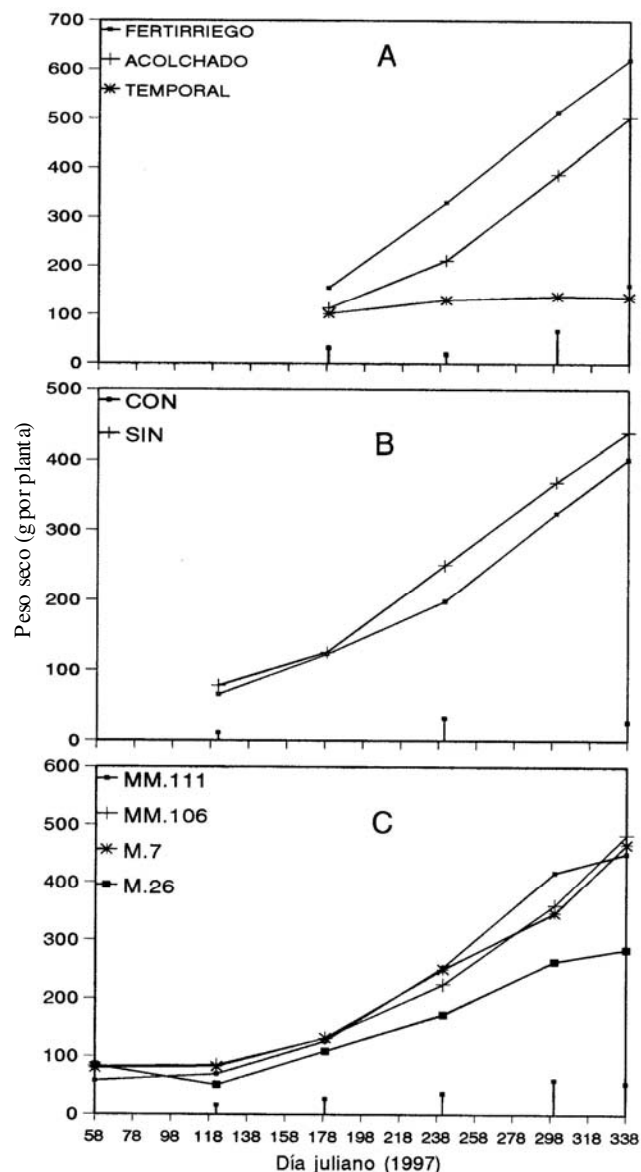 700
600
500
400
300
200
100
0
FERTIRRIEGO
ACOLCHADO
TEMPORAL
A
500
400
300
200
100
0
CON
SIN
B
Peso seco (g por planta)
600
500
400
300
200
100
0
MM.111
MM.106
M.7
M.26
C
58 78 98 118 138 158 178 198 218 238 258 278 298 318 338
Día juliano (1997)